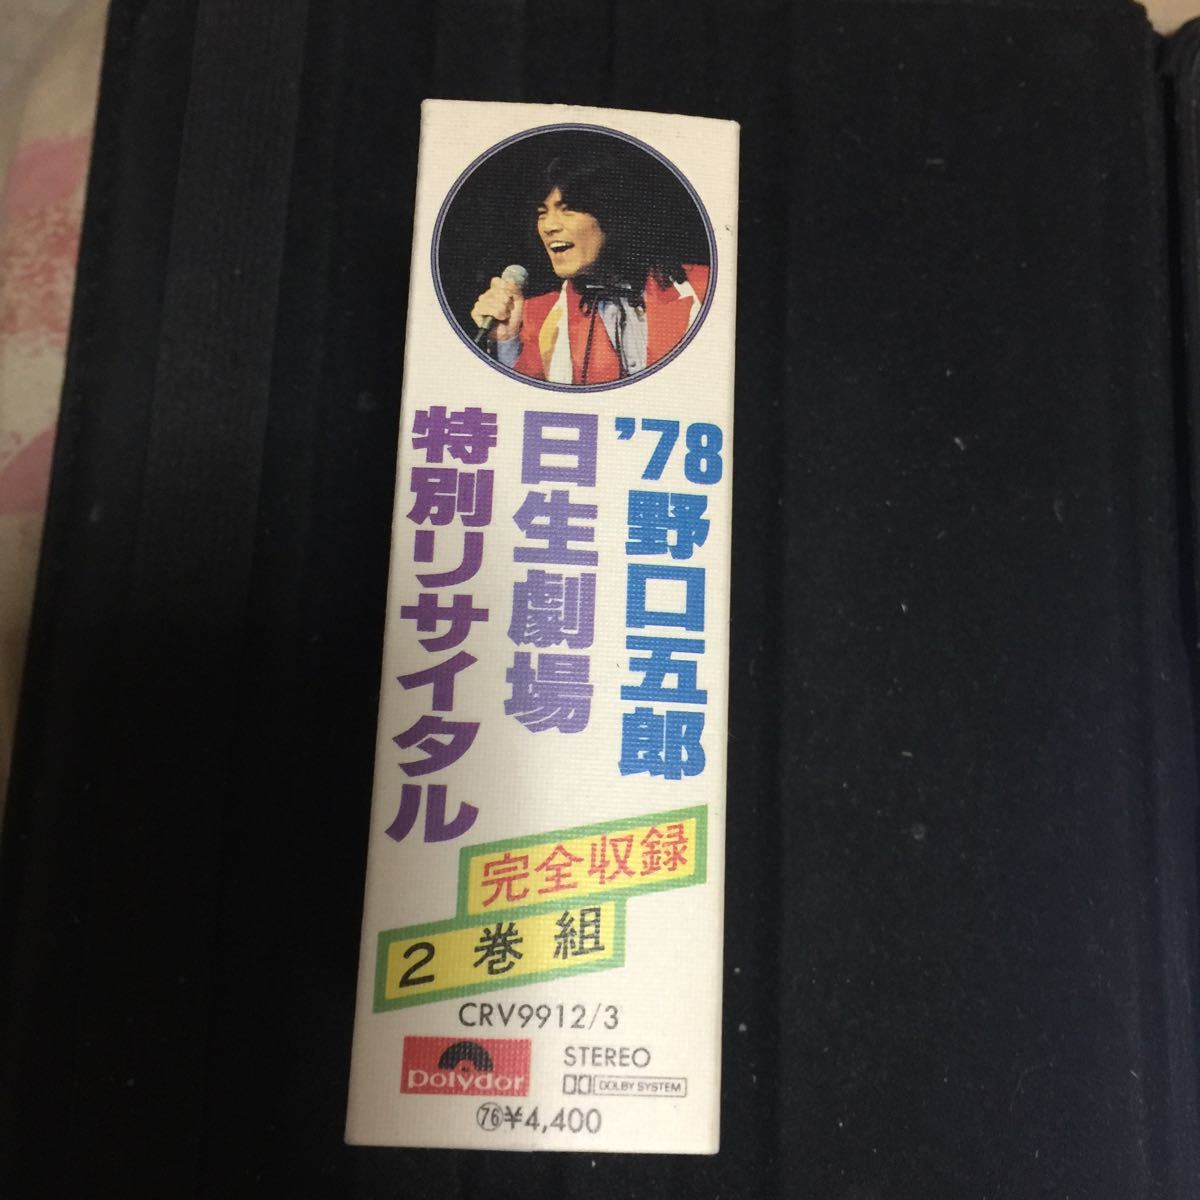 '78野口五郎
日生劇場
特別リサイタル
完全収録
2巻組
CRV9912/3
polydor
STEREO
DOLBY SYSTEM
㊻¥4,400